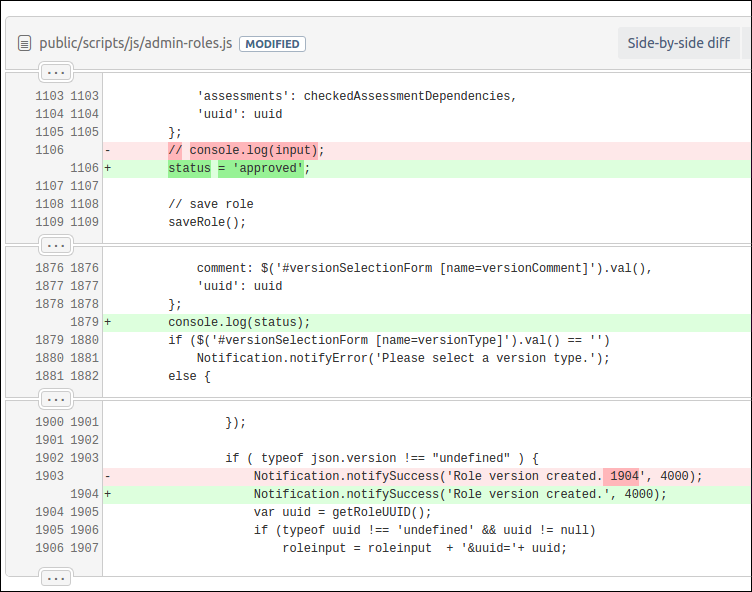 public/scripts/js/admin-roles.js MODIFIED Side-by-side diff
...
1103 1103 'assessments': checkedAssessmentDependencies,
1104 1104 'uuid': uuid
1105 1105 };
1106 - // console.log(input);
1106 + status = 'approved';
1107 1107
1108 1108 // save role
1109 1109 saveRole();
...
1876 1876 comment: $('#versionSelectionForm [name=versionComment]').val(),
1877 1877 'uuid': uuid
1878 1878 };
1879 + console.log(status);
1879 1880 if ($('#versionSelectionForm [name=versionType]').val() == '')
1880 1881 Notification.notifyError('Please select a version type.');
1881 1882 else {
...
1900 1901 });
1901 1902
1902 1903 if ( typeof json.version !== "undefined" ) {
1903 - Notification.notifySuccess('Role version created. 1904', 4000);
1904 + Notification.notifySuccess('Role version created.', 4000);
1904 1905 var uuid = getRoleUUID();
1905 1906 if (typeof uuid !== 'undefined' && uuid != null)
1906 1907 roleinput = roleinput + '&uuid='+ uuid;
...